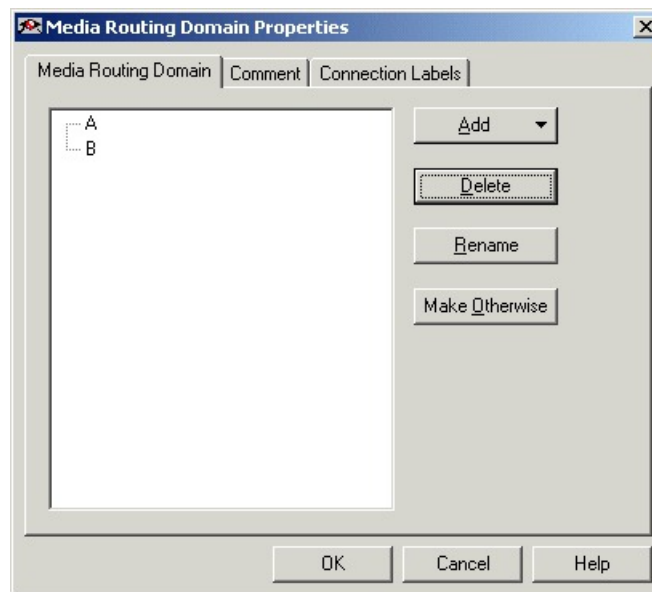 Media Routing Domain Properties
Media Routing Domain
Comment
Connection Labels
A
B
Add
Delete
Rename
Make Otherwise
OK
Cancel
Help